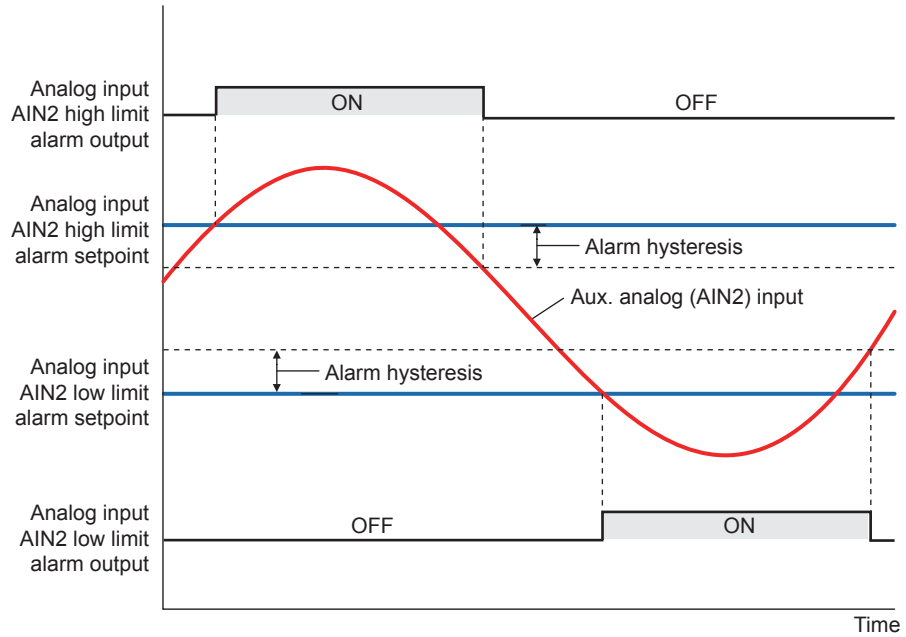 Analog input
AIN2 high limit
alarm output
ON
OFF
Analog input
AIN2 high limit
alarm setpoint
Alarm hysteresis
Aux. analog (AIN2) input
Analog input
AIN2 low limit
alarm setpoint
Alarm hysteresis
Analog input
AIN2 low limit
alarm output
OFF
ON
Time